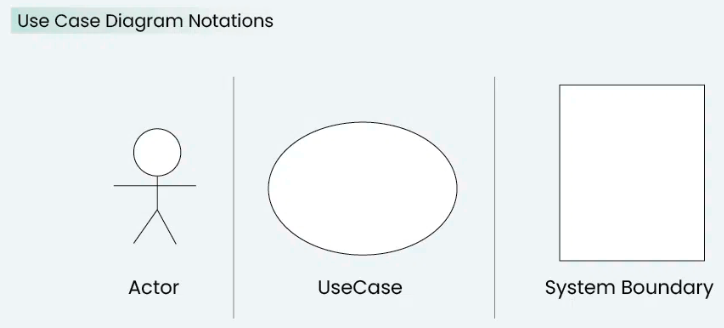 Use Case Diagram Notations
Actor
UseCase
System Boundary